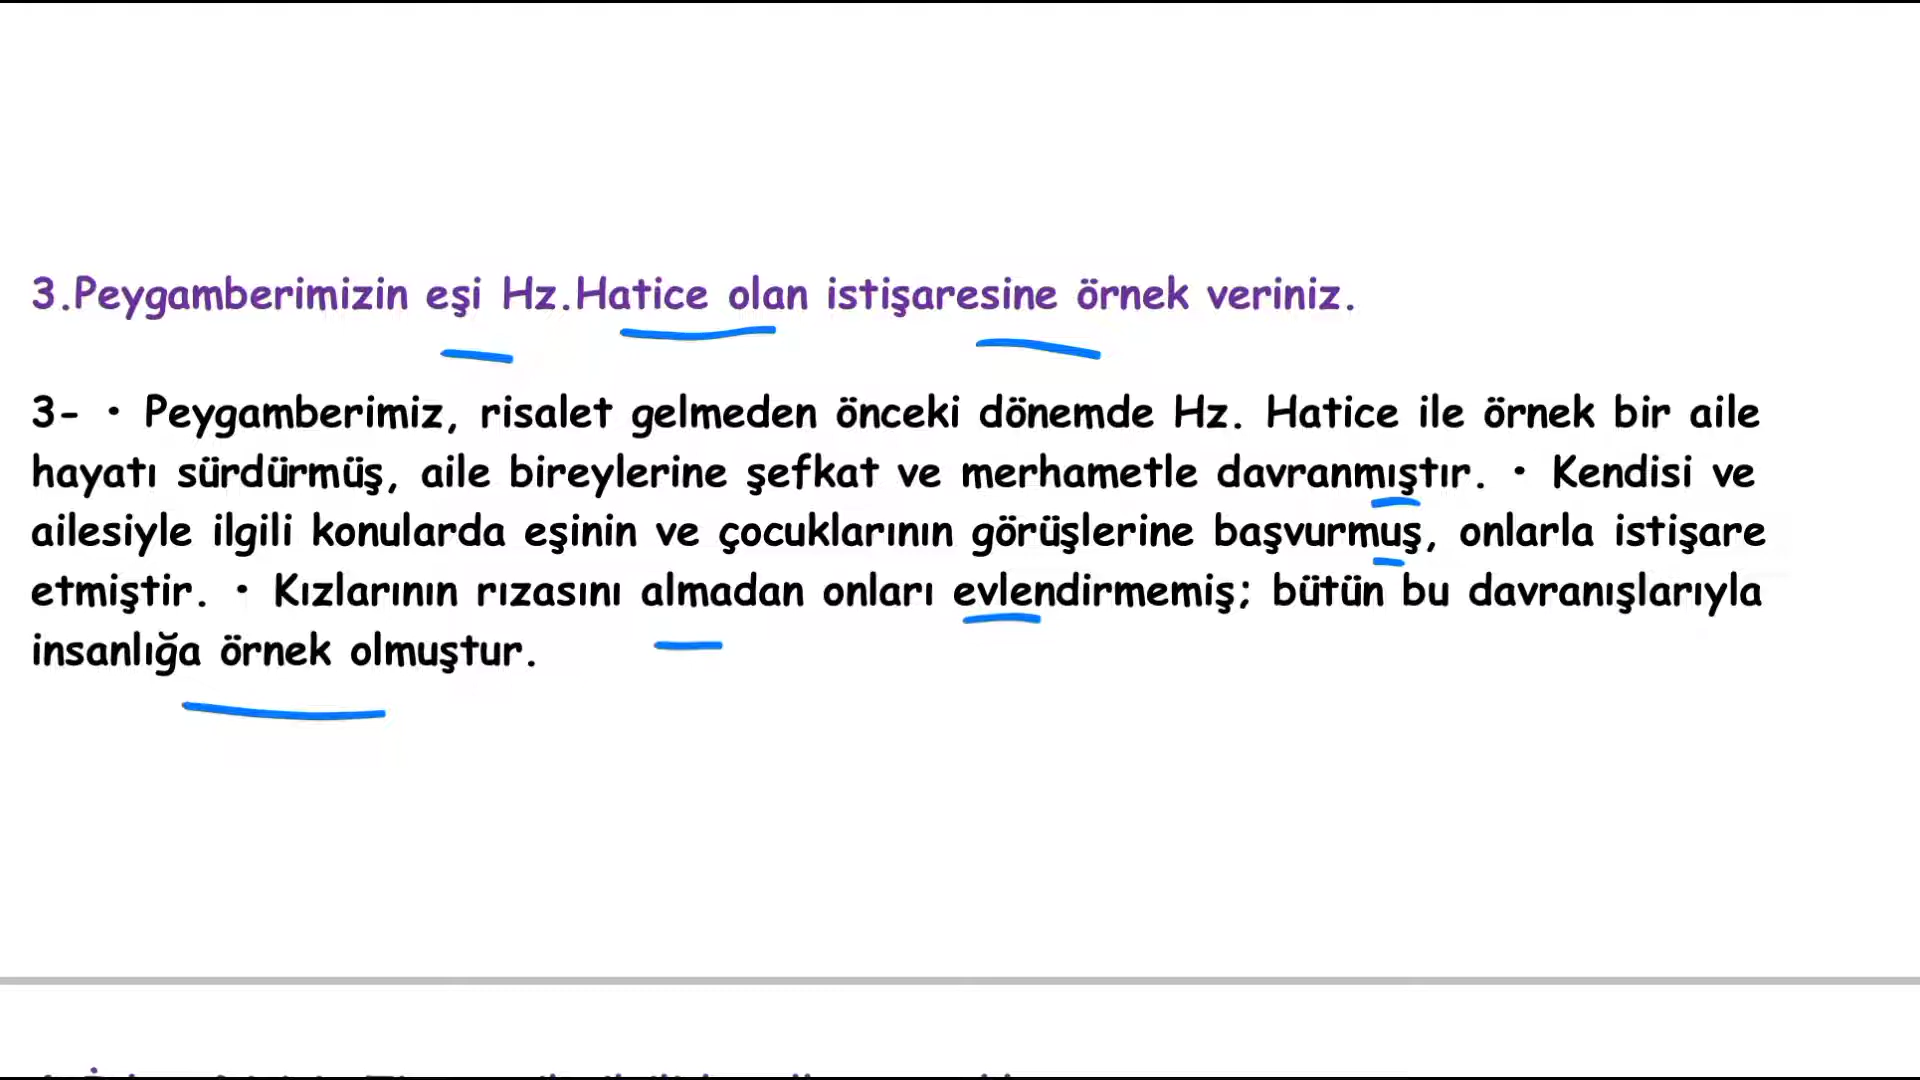 3.Peygamberimizin eşi Hz.Hatice olan istişaresine örnek veriniz.
3- • Peygamberimiz, risalet gelmeden önceki dönemde Hz. Hatice ile örnek bir aile
hayatı sürdürmüş, aile bireylerine şefkat ve merhametle davranmıştır. • Kendisi ve
ailesiyle ilgili konularda eşinin ve çocuklarının görüşlerine başvurmuş, onlarla istişare
etmiştir. • Kızlarının rızasını almadan onları evlendirmemiş; bütün bu davranışlarıyla
insanlığa örnek olmuştur.